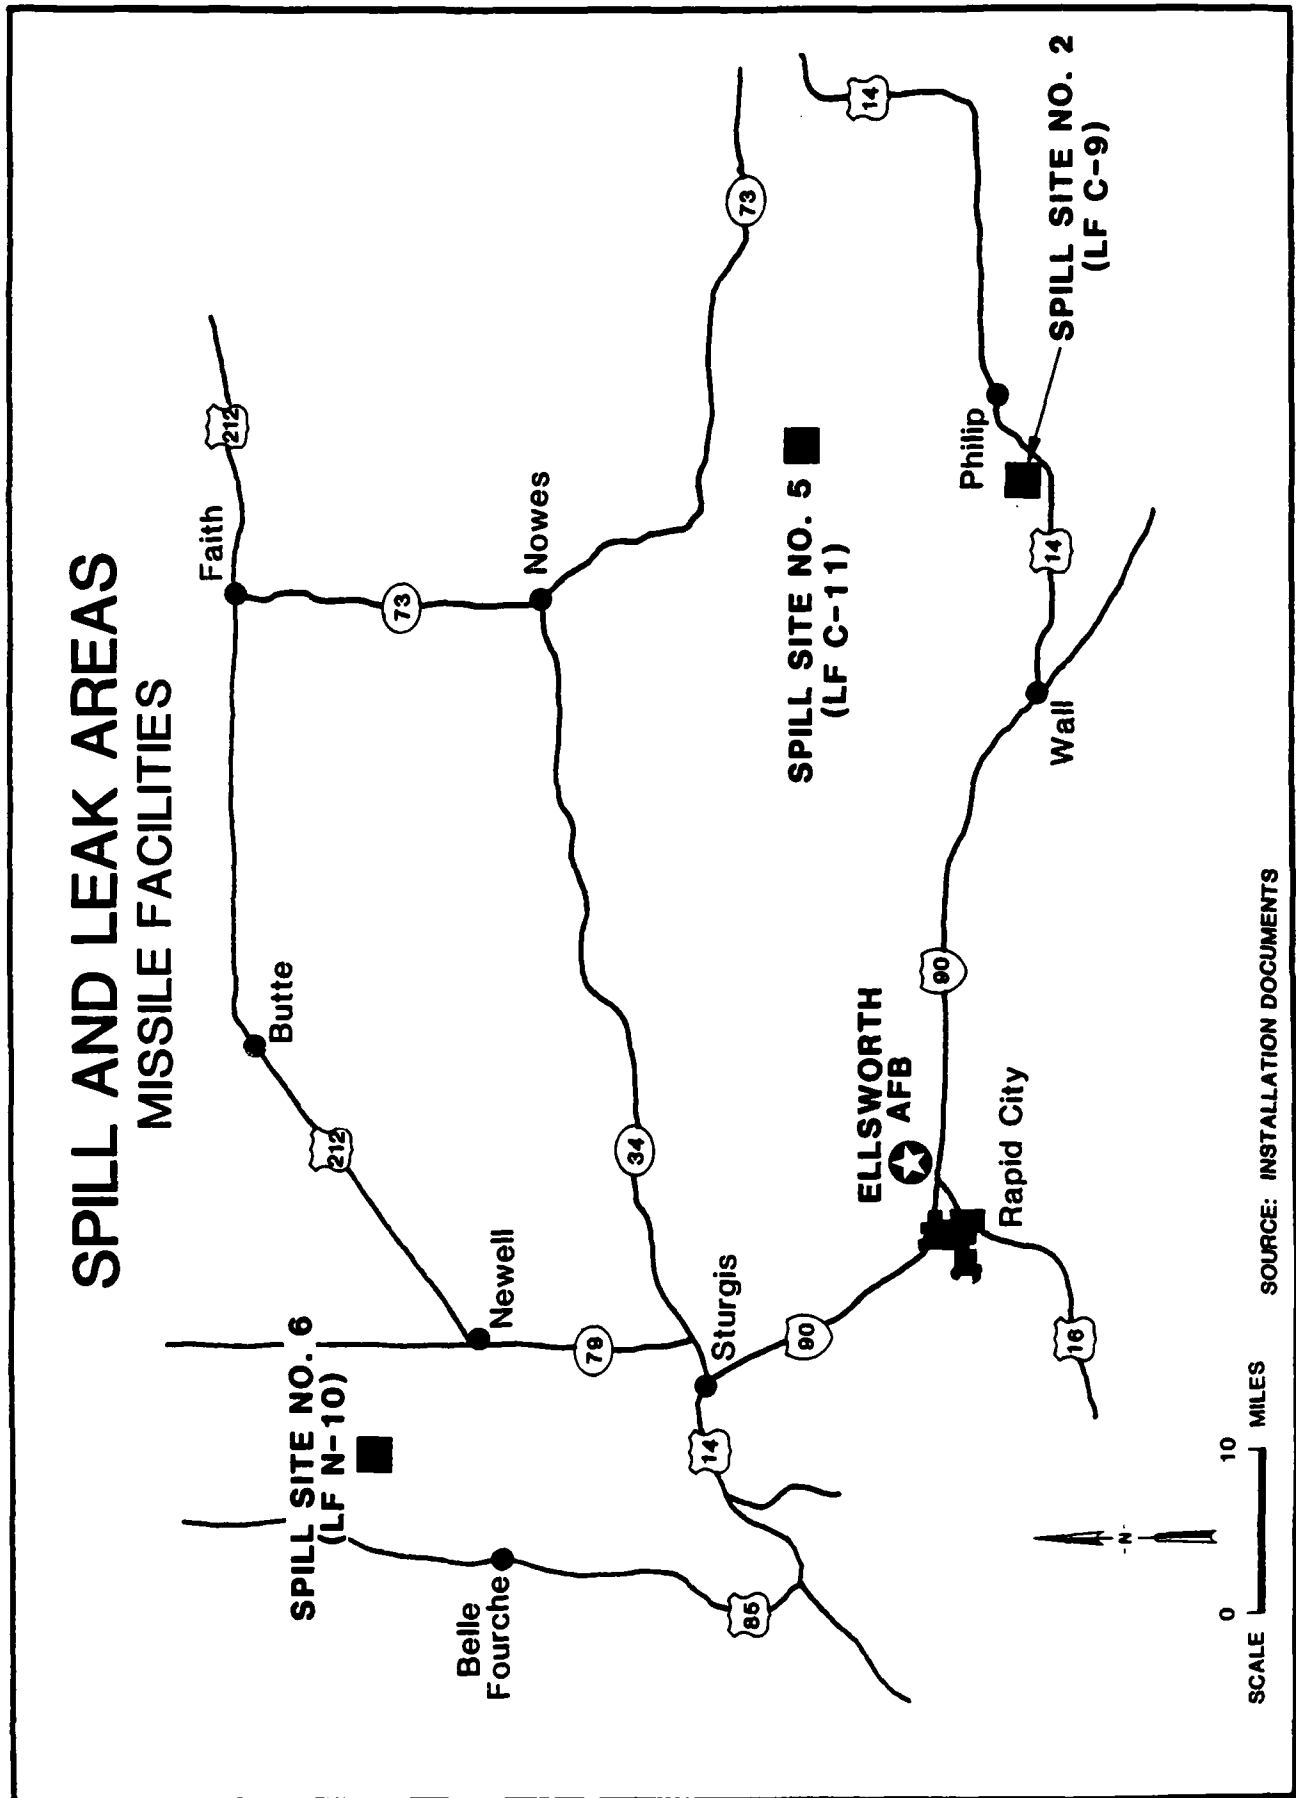 SPILL AND LEAK AREAS
MISSILE FACILITIES
SPILL SITE NO. 6
(LF N-10)
Belle
Fourche
85
Newell
79
212
Butte
Faith
212
73
Nowes
73
34
Sturgis
14
90
ELLSWORTH
AFB
Rapid City
16
90
SPILL SITE NO. 5
(LF C-11)
Wall
14
Philip
14
SPILL SITE NO. 2
(LF C-9)
N
SCALE
0
10
MILES
SOURCE: INSTALLATION DOCUMENTS